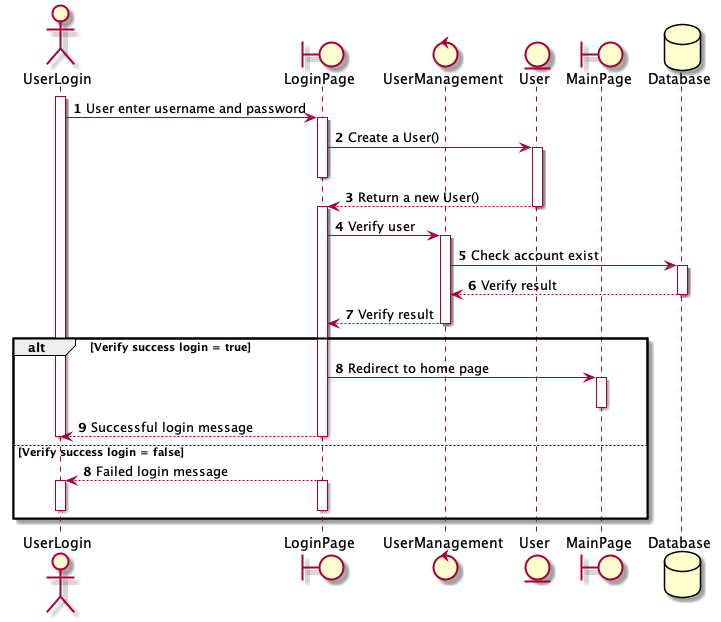 UserLogin LoginPage UserManagement User MainPage Database
1 User enter username and password
2 Create a User()
3 Return a new User()
4 Verify user
5 Check account exist
6 Verify result
7 Verify result
alt [Verify success login = true]
8 Redirect to home page
9 Successful login message
[Verify success login = false]
8 Failed login message
UserLogin LoginPage UserManagement User MainPage Database